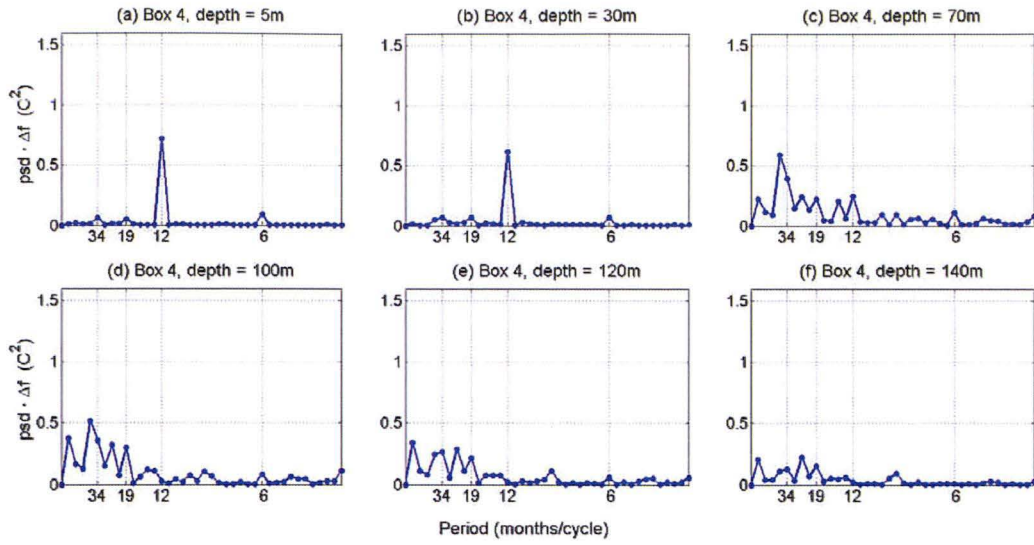 (a) Box 4, depth = 5m
(b) Box 4, depth = 30m
(c) Box 4, depth = 70m
1.5
1
0.5
0
psd · Δf (C²)
34 19 12 6
1.5
1
0.5
0
34 19 12 6
1.5
1
0.5
0
34 19 12 6
(d) Box 4, depth = 100m
(e) Box 4, depth = 120m
(f) Box 4, depth = 140m
1.5
1
0.5
0
psd · Δf (C²)
34 19 12 6
1.5
1
0.5
0
34 19 12 6
1.5
1
0.5
0
34 19 12 6
Period (months/cycle)